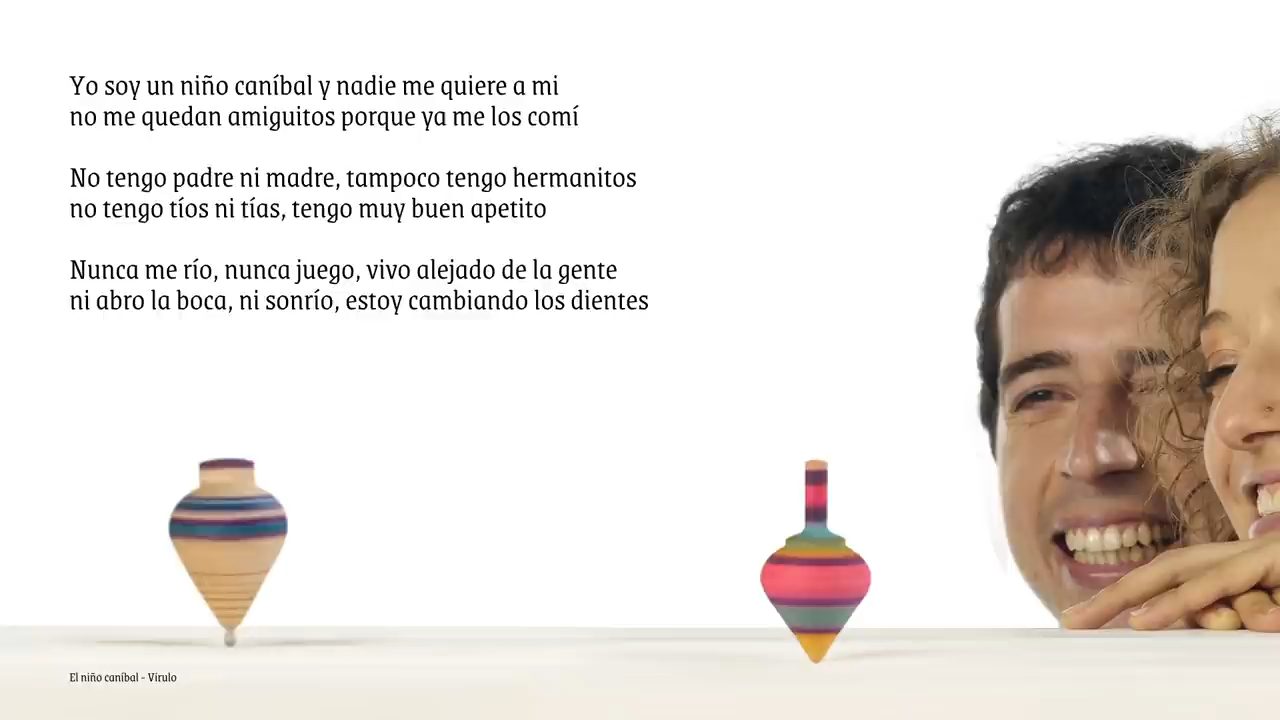 Yo soy un niño caníbal y nadie me quiere a mi
no me quedan amiguitos porque ya me los comí
No tengo padre ni madre, tampoco tengo hermanitos
no tengo tíos ni tías, tengo muy buen apetito
Nunca me río, nunca juego, vivo alejado de la gente
ni abro la boca, ni sonrío, estoy cambiando los dientes
El niño caníbal - Virulo